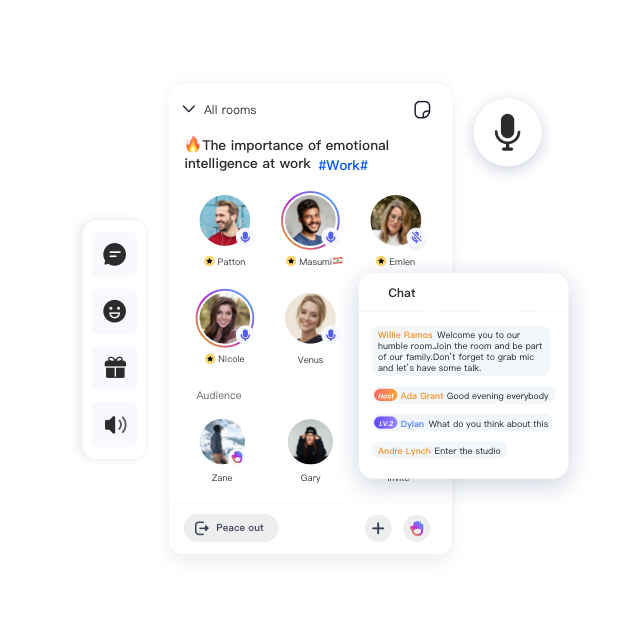 All rooms
🔥The importance of emotional
intelligence at work #Work#
Patton
Masumi
Emlen
Nicole
Venus
Audience
Zane
Gary
Invite
Peace out
Chat
Willie Ramos Welcome you to our
humble room.Join the room and be part
of our family.Don't forget to grab mic
and let's have some talk.
Host Ada Grant Good evening everybody
LV.2 Dylan What do you think about this
Andre Lynch Enter the studio